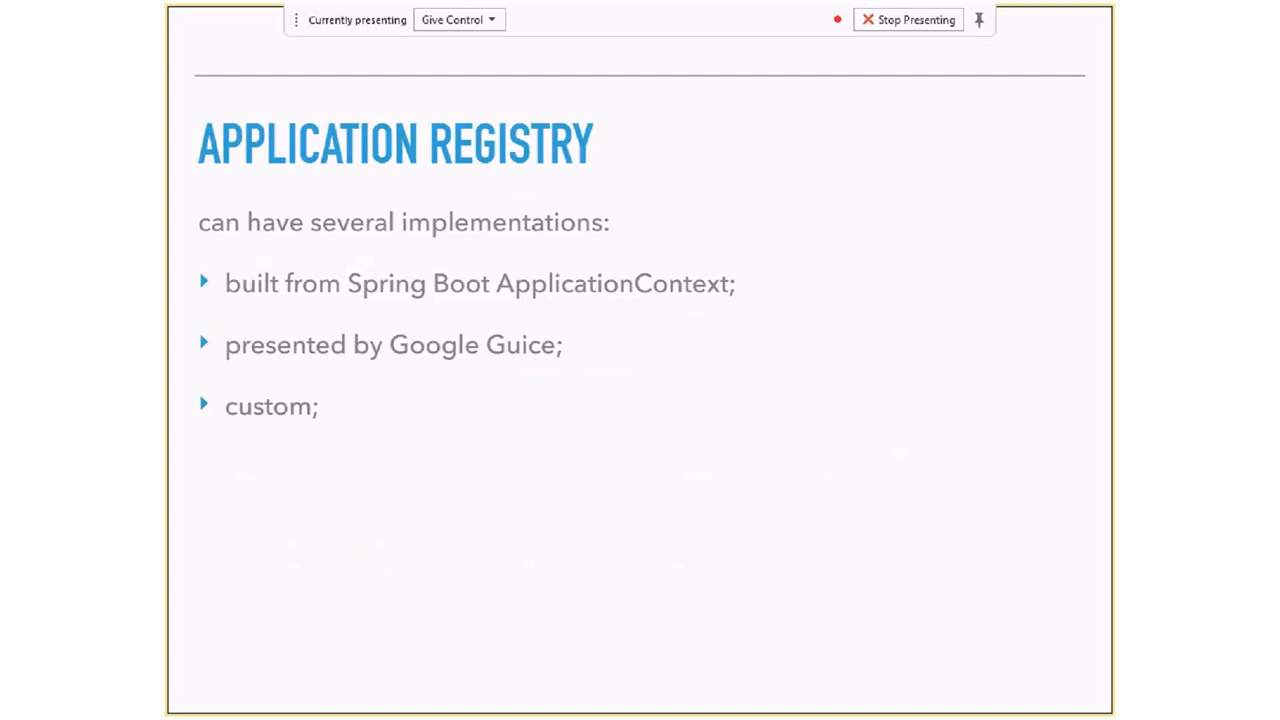 Currently presenting Give Control Stop Presenting
APPLICATION REGISTRY
can have several implementations:
built from Spring Boot ApplicationContext;
presented by Google Guice;
custom;